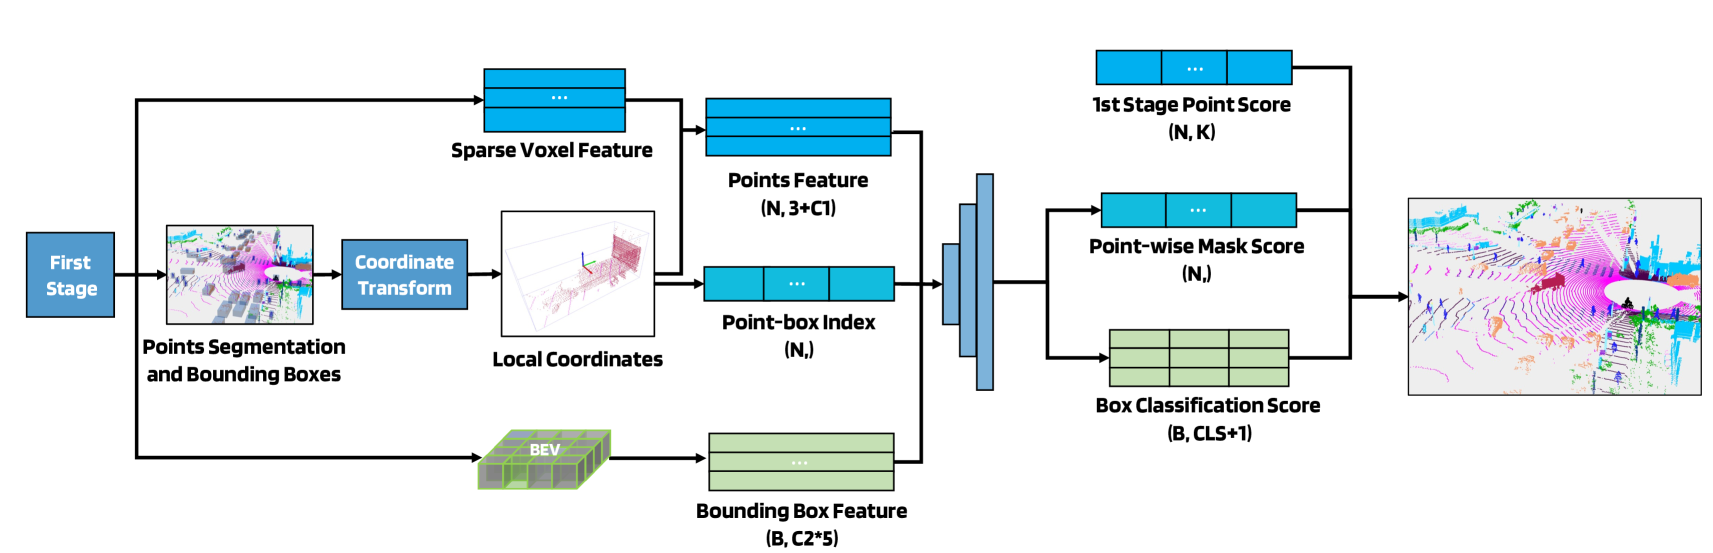 First
Stage
Points Segmentation
and Bounding Boxes
Coordinate
Transform
...
Sparse Voxel Feature
Local Coordinates
BEV
...
Points Feature
(N, 3+C1)
...
Point-box Index
(N,)
...
Bounding Box Feature
(B, C2*5)
...
1st Stage Point Score
(N, K)
...
Point-wise Mask Score
(N,)
Box Classification Score
(B, CLS+1)